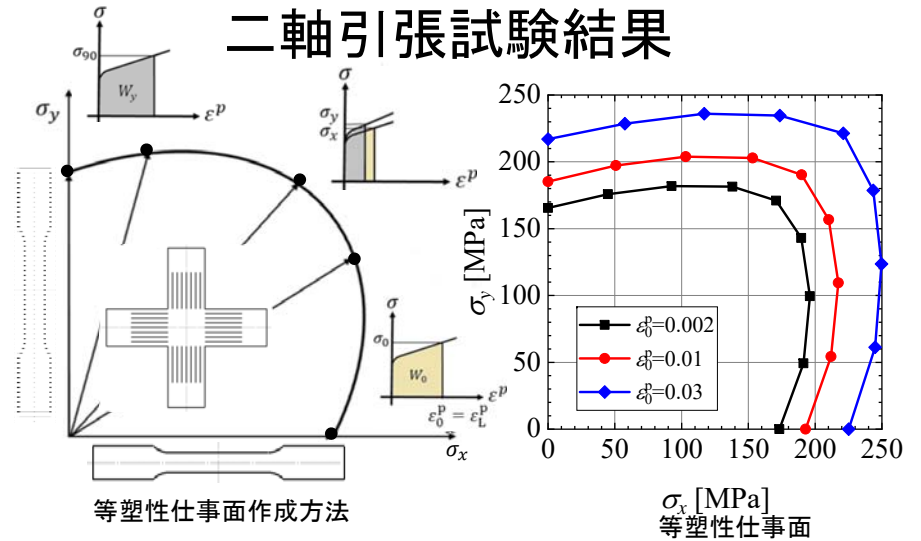 二軸引張試験結果
σ
σ90
Wy
εᵖ
σy
σ
σy
σx
εᵖ
σ
σ0
W0
εᵖ
ε₀ᵖ = ε_Lᵖ
σx
等塑性仕事面作成方法
250
200
150
100
50
0
σy [MPa]
ε₀ᵖ=0.002
ε₀ᵖ=0.01
ε₀ᵖ=0.03
0 50 100 150 200 250
σx [MPa]
等塑性仕事面